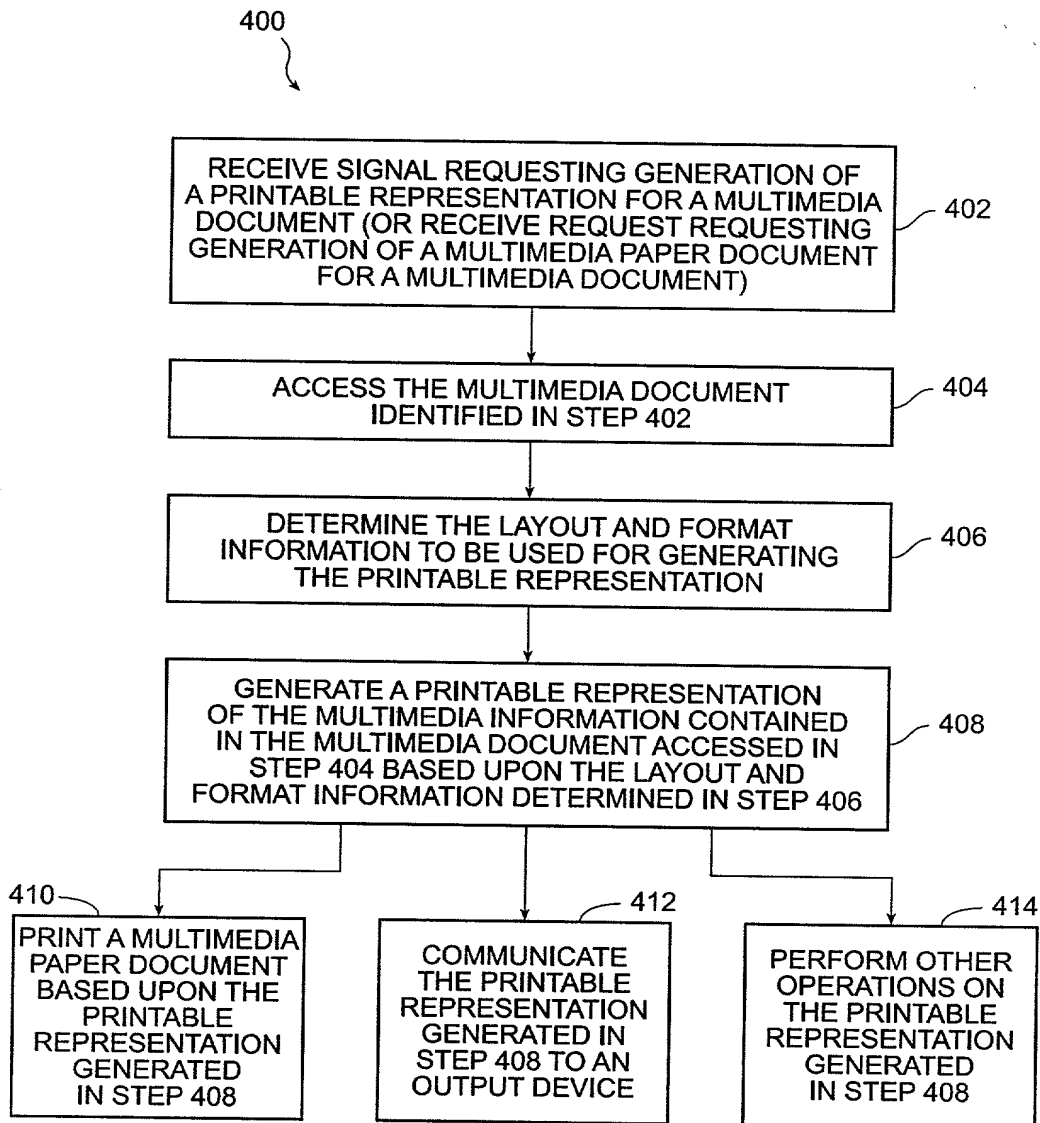 400
RECEIVE SIGNAL REQUESTING GENERATION OF
A PRINTABLE REPRESENTATION FOR A MULTIMEDIA
DOCUMENT (OR RECEIVE REQUEST REQUESTING
GENERATION OF A MULTIMEDIA PAPER DOCUMENT
FOR A MULTIMEDIA DOCUMENT)
402
ACCESS THE MULTIMEDIA DOCUMENT
IDENTIFIED IN STEP 402
404
DETERMINE THE LAYOUT AND FORMAT
INFORMATION TO BE USED FOR GENERATING
THE PRINTABLE REPRESENTATION
406
GENERATE A PRINTABLE REPRESENTATION
OF THE MULTIMEDIA INFORMATION CONTAINED
IN THE MULTIMEDIA DOCUMENT ACCESSED IN
STEP 404 BASED UPON THE LAYOUT AND
FORMAT INFORMATION DETERMINED IN STEP 406
408
410
PRINT A MULTIMEDIA
PAPER DOCUMENT
BASED UPON THE
PRINTABLE
REPRESENTATION
GENERATED
IN STEP 408
412
COMMUNICATE
THE PRINTABLE
REPRESENTATION
GENERATED IN
STEP 408 TO AN
OUTPUT DEVICE
414
PERFORM OTHER
OPERATIONS ON
THE PRINTABLE
REPRESENTATION
GENERATED
IN STEP 408